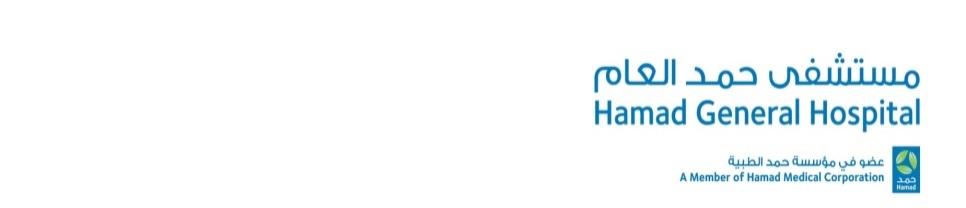 مستشفى حمد العام
Hamad General Hospital
عضو في مؤسسة حمد الطبية
A Member of Hamad Medical Corporation
حمد
Hamad